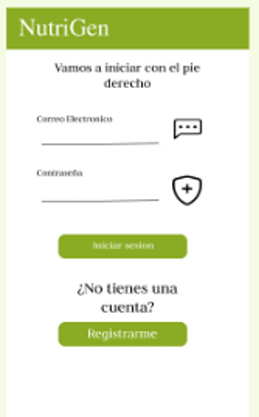 NutriGen
Vamos a iniciar con el pie
derecho
Correo Electronico
Contraseña
Iniciar sesion
¿No tienes una
cuenta?
Registrarme